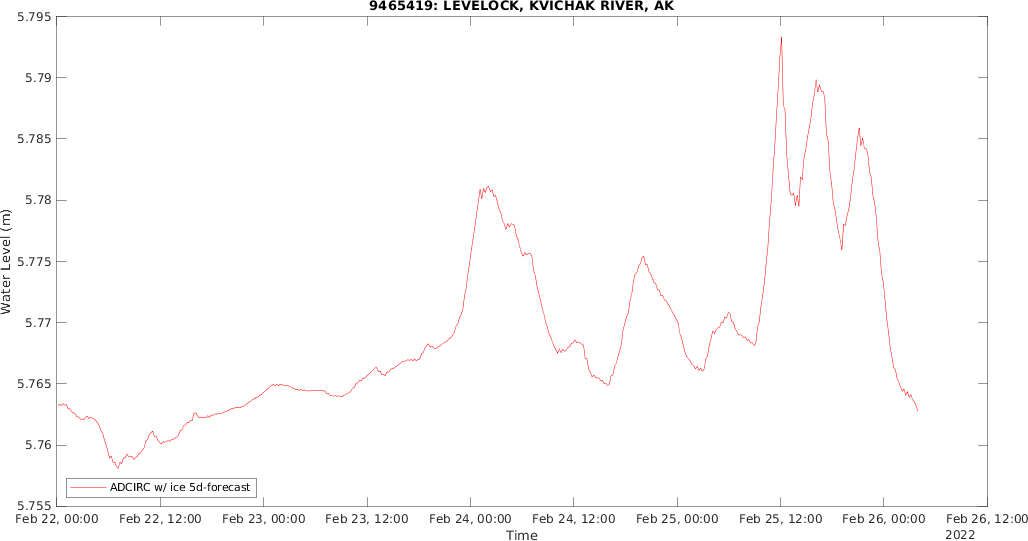 9465419: LEVELOCK, KVICHAK RIVER, AK
5.795
5.79
5.785
5.78
5.775
5.77
5.765
5.76
5.755
Water Level (m)
ADCIRC w/ ice 5d-forecast
Feb 22, 00:00 Feb 22, 12:00 Feb 23, 00:00 Feb 23, 12:00 Feb 24, 00:00 Feb 24, 12:00 Feb 25, 00:00 Feb 25, 12:00 Feb 26, 00:00 Feb 26, 12:00
Time
2022